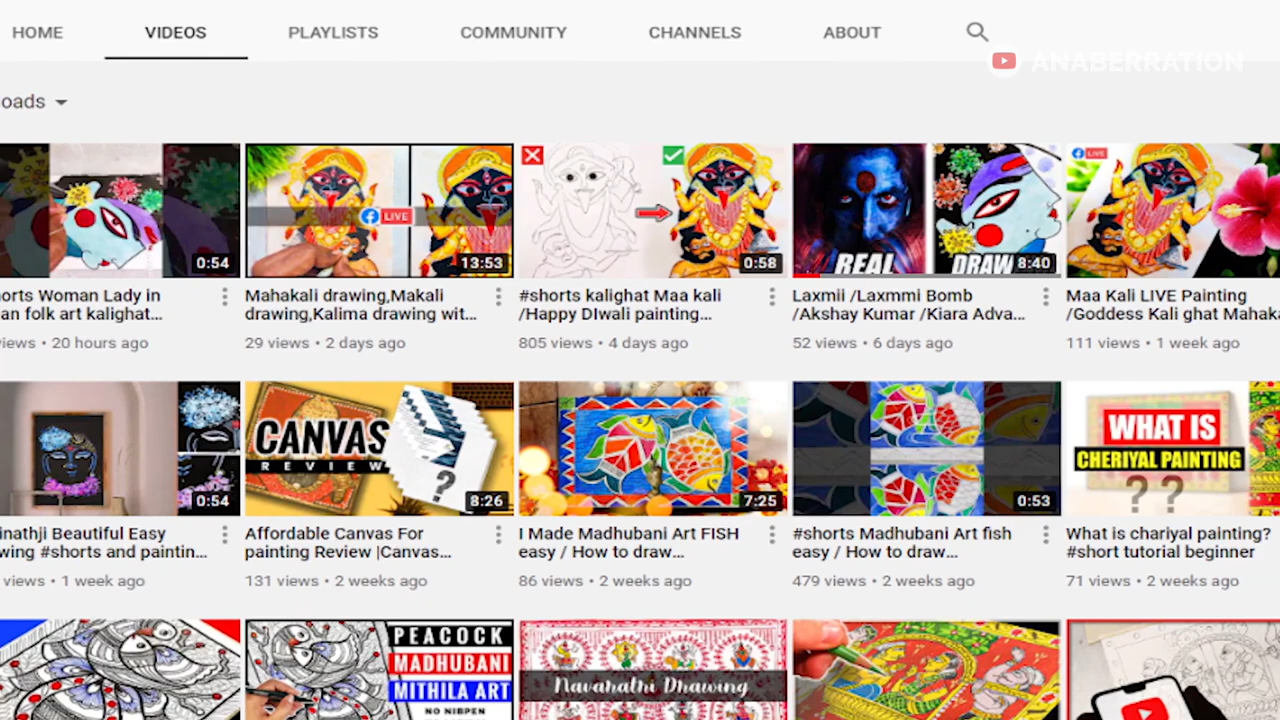 HOME VIDEOS PLAYLISTS COMMUNITY CHANNELS ABOUT
ANABERRATION
oads
0:54
LIVE
13:53
0:58
REAL
DRAW
8:40
LIVE
orts Woman Lady in
an folk art kalighat...
iews • 20 hours ago
Mahakali drawing,Makali
drawing,Kalima drawing wit...
29 views • 2 days ago
#shorts kalighat Maa kali
/Happy DIwali painting...
805 views • 4 days ago
Laxmii /Laxmmi Bomb
/Akshay Kumar /Kiara Adva...
52 views • 6 days ago
Maa Kali LIVE Painting
/Goddess Kali ghat Mahak
111 views • 1 week ago
0:54
CANVAS
REVIEW
?
8:26
7:25
0:53
WHAT IS
CHERIYAL PAINTING
??
inathji Beautiful Easy
wing #shorts and paintin...
views • 1 week ago
Affordable Canvas For
painting Review |Canvas...
131 views • 2 weeks ago
I Made Madhubani Art FISH
easy / How to draw...
86 views • 2 weeks ago
#shorts Madhubani Art fish
easy / How to draw...
479 views • 2 weeks ago
What is chariyal painting?
#short tutorial beginner
71 views • 2 weeks ago
PEACOCK
MADHUBANI
MITHILA ART
NO NIBPEN
Navarathi Drawing